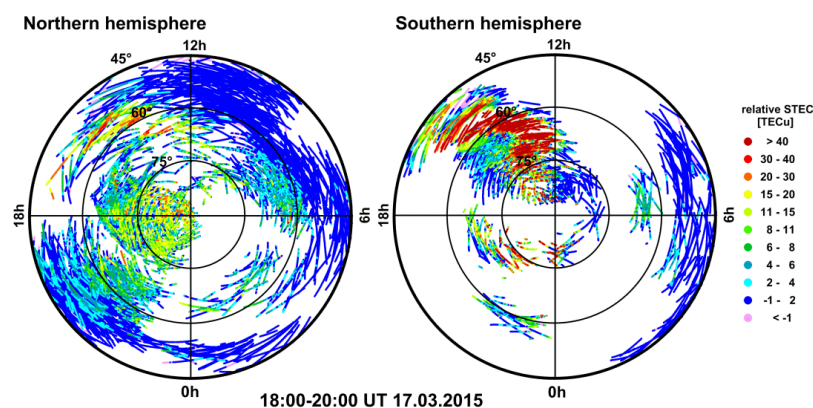 Northern hemisphere
Southern hemisphere
12h
12h
45°
45°
60°
60°
75°
75°
18h
6h
18h
6h
0h
0h
relative STEC
[TECu]
> 40
30 - 40
20 - 30
15 - 20
11 - 15
8 - 11
6 - 8
4 - 6
2 - 4
-1 - 2
< -1
18:00-20:00 UT 17.03.2015